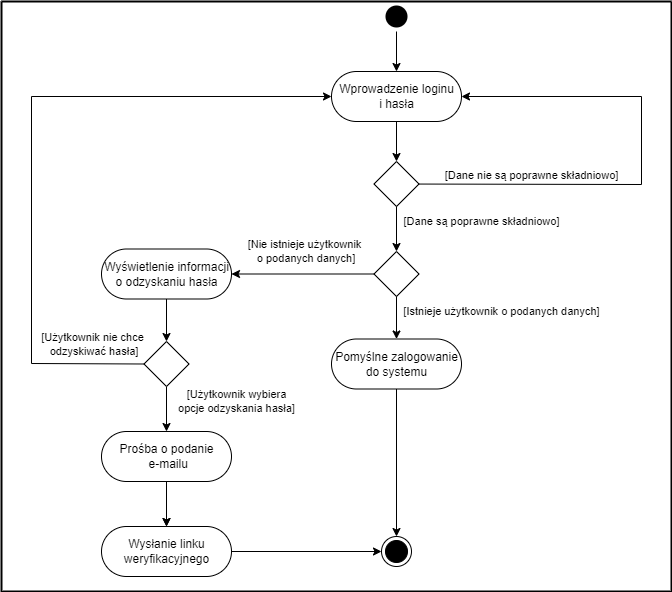 Wprowadzenie loginu
i hasła
[Dane nie są poprawne składniowo]
[Dane są poprawne składniowo]
[Nie istnieje użytkownik
o podanych danych]
Wyświetlenie informacji
o odzyskaniu hasła
[Istnieje użytkownik o podanych danych]
[Użytkownik nie chce
odzyskiwać hasła]
Pomyślne zalogowanie
do systemu
[Użytkownik wybiera
opcje odzyskania hasła]
Prośba o podanie
e-mailu
Wysłanie linku
weryfikacyjnego